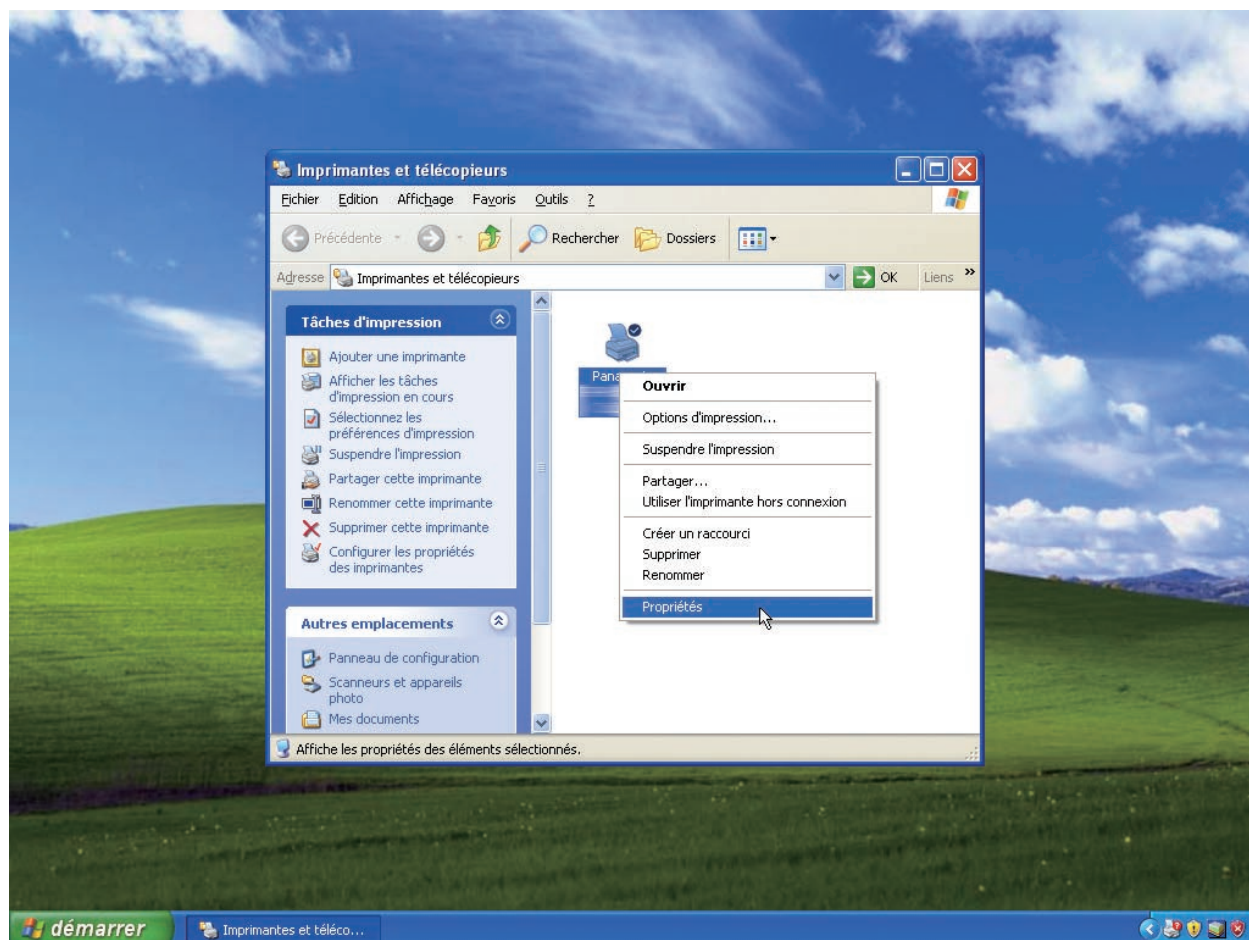 Imprimantes et télécopieurs
Fichier Edition Affichage Favoris Outils ?
Précédente Rechercher Dossiers
Adresse Imprimantes et télécopieurs OK Liens »
Tâches d'impression
Ajouter une imprimante
Afficher les tâches
d'impression en cours
Sélectionnez les
préférences d'impression
Suspendre l'impression
Partager cette imprimante
Renommer cette imprimante
Supprimer cette imprimante
Configurer les propriétés
des imprimantes
Autres emplacements
Panneau de configuration
Scanneurs et appareils
photo
Mes documents
Ouvrir
Options d'impression...
Suspendre l'impression
Partager...
Utiliser l'imprimante hors connexion
Créer un raccourci
Supprimer
Renommer
Propriétés
Affiche les propriétés des éléments sélectionnés.
démarrer Imprimantes et téléco...